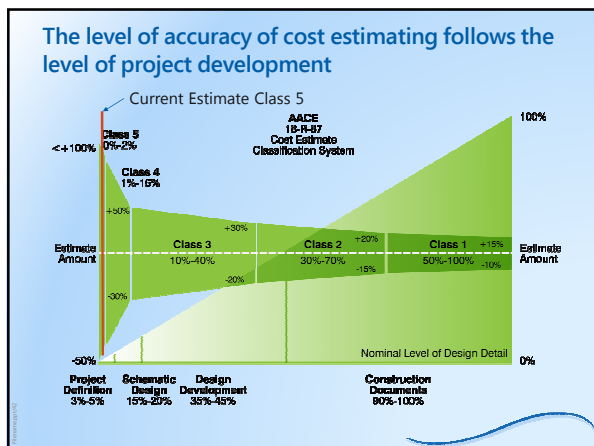 The level of accuracy of cost estimating follows the
level of project development
Current Estimate Class 5
AACE
18-R-87
Cost Estimate
Classification System
100%
<+100%
Class 5
0%-2%
Class 4
1%-15%
+50%
+30%
+20%
+15%
Estimate
Amount
Class 3
10%-40%
Class 2
30%-70%
Class 1
50%-100%
Estimate
Amount
-30%
-20%
-15%
-10%
-50%
Nominal Level of Design Detail
0%
Project
Definition
3%-5%
Schematic
Design
15%-20%
Design
Development
35%-45%
Construction
Documents
90%-100%